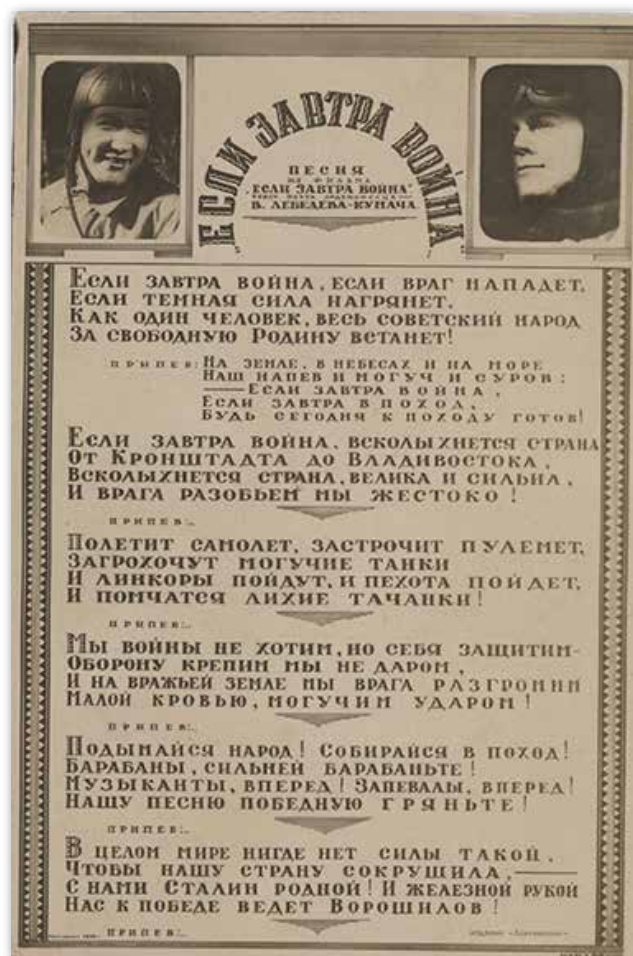 „ЕСЛИ ЗАВТРА ВОЙНА„
ПЕСНЯ
ИЗ ФИЛЬМА
„ЕСЛИ ЗАВТРА ВОЙНА"
В. ЛЕБЕДЕВА-КУМАЧА
ЕСЛИ ЗАВТРА ВОЙНА, ЕСЛИ ВРАГ НАПАДЕТ,
ЕСЛИ ТЕМНАЯ СИЛА НАГРЯНЕТ,
КАК ОДИН ЧЕЛОВЕК, ВЕСЬ СОВЕТСКИЙ НАРОД
ЗА СВОБОДНУЮ РОДИНУ ВСТАНЕТ!
ПРИПЕВ: НА ЗЕМЛЕ, В НЕБЕСАХ И НА МОРЕ
НАШ НАПЕВ И МОГУЧ И СУРОВ:
—ЕСЛИ ЗАВТРА ВОЙНА,
ЕСЛИ ЗАВТРА В ПОХОД,
БУДЬ СЕГОДНЯ К ПОХОДУ ГОТОВ!
ЕСЛИ ЗАВТРА ВОЙНА, ВСКОЛЫХНЕТСЯ СТРАНА
ОТ КРОНШТАДТА ДО ВЛАДИВОСТОКА,
ВСКОЛЫХНЕТСЯ СТРАНА, ВЕЛИКА И СИЛЬНА,
И ВРАГА РАЗОБЬЕМ МЫ ЖЕСТОКО!
ПРИПЕВ:..
ПОЛЕТИТ САМОЛЕТ, ЗАСТРОЧИТ ПУЛЕМЕТ,
ЗАГРОХОЧУТ МОГУЧИЕ ТАНКИ
И ЛИНКОРЫ ПОЙДУТ, И ПЕХОТА ПОЙДЕТ,
И ПОМЧАТСЯ ЛИХИЕ ТАЧАНКИ!
ПРИПЕВ:..
МЫ ВОЙНЫ НЕ ХОТИМ, НО СЕБЯ ЗАЩИТИМ-
ОБОРОНУ КРЕПИМ МЫ НЕ ДАРОМ,
И НА ВРАЖЬЕЙ ЗЕМЛЕ МЫ ВРАГА РАЗГРОМИМ
МАЛОЙ КРОВЬЮ, МОГУЧИМ УДАРОМ!
ПРИПЕВ:..
ПОДЫМАЙСЯ НАРОД! СОБИРАЙСЯ В ПОХОД!
БАРАБАНЫ, СИЛЬНЕЙ БАРАБАНЬТЕ!
МУЗЫКАНТЫ, ВПЕРЕД! ЗАПЕВАЛЫ, ВПЕРЕД!
НАШУ ПЕСНЮ ПОБЕДНУЮ ГРЯНЬТЕ!
ПРИПЕВ:..
В ЦЕЛОМ МИРЕ НИГДЕ НЕТ СИЛЫ ТАКОЙ,
ЧТОБЫ НАШУ СТРАНУ СОКРУШИЛА,—
С НАМИ СТАЛИН РОДНОЙ! И ЖЕЛЕЗНОЙ РУКОЙ
НАС К ПОБЕДЕ ВЕДЕТ ВОРОШИЛОВ!
ПРИПЕВ:..